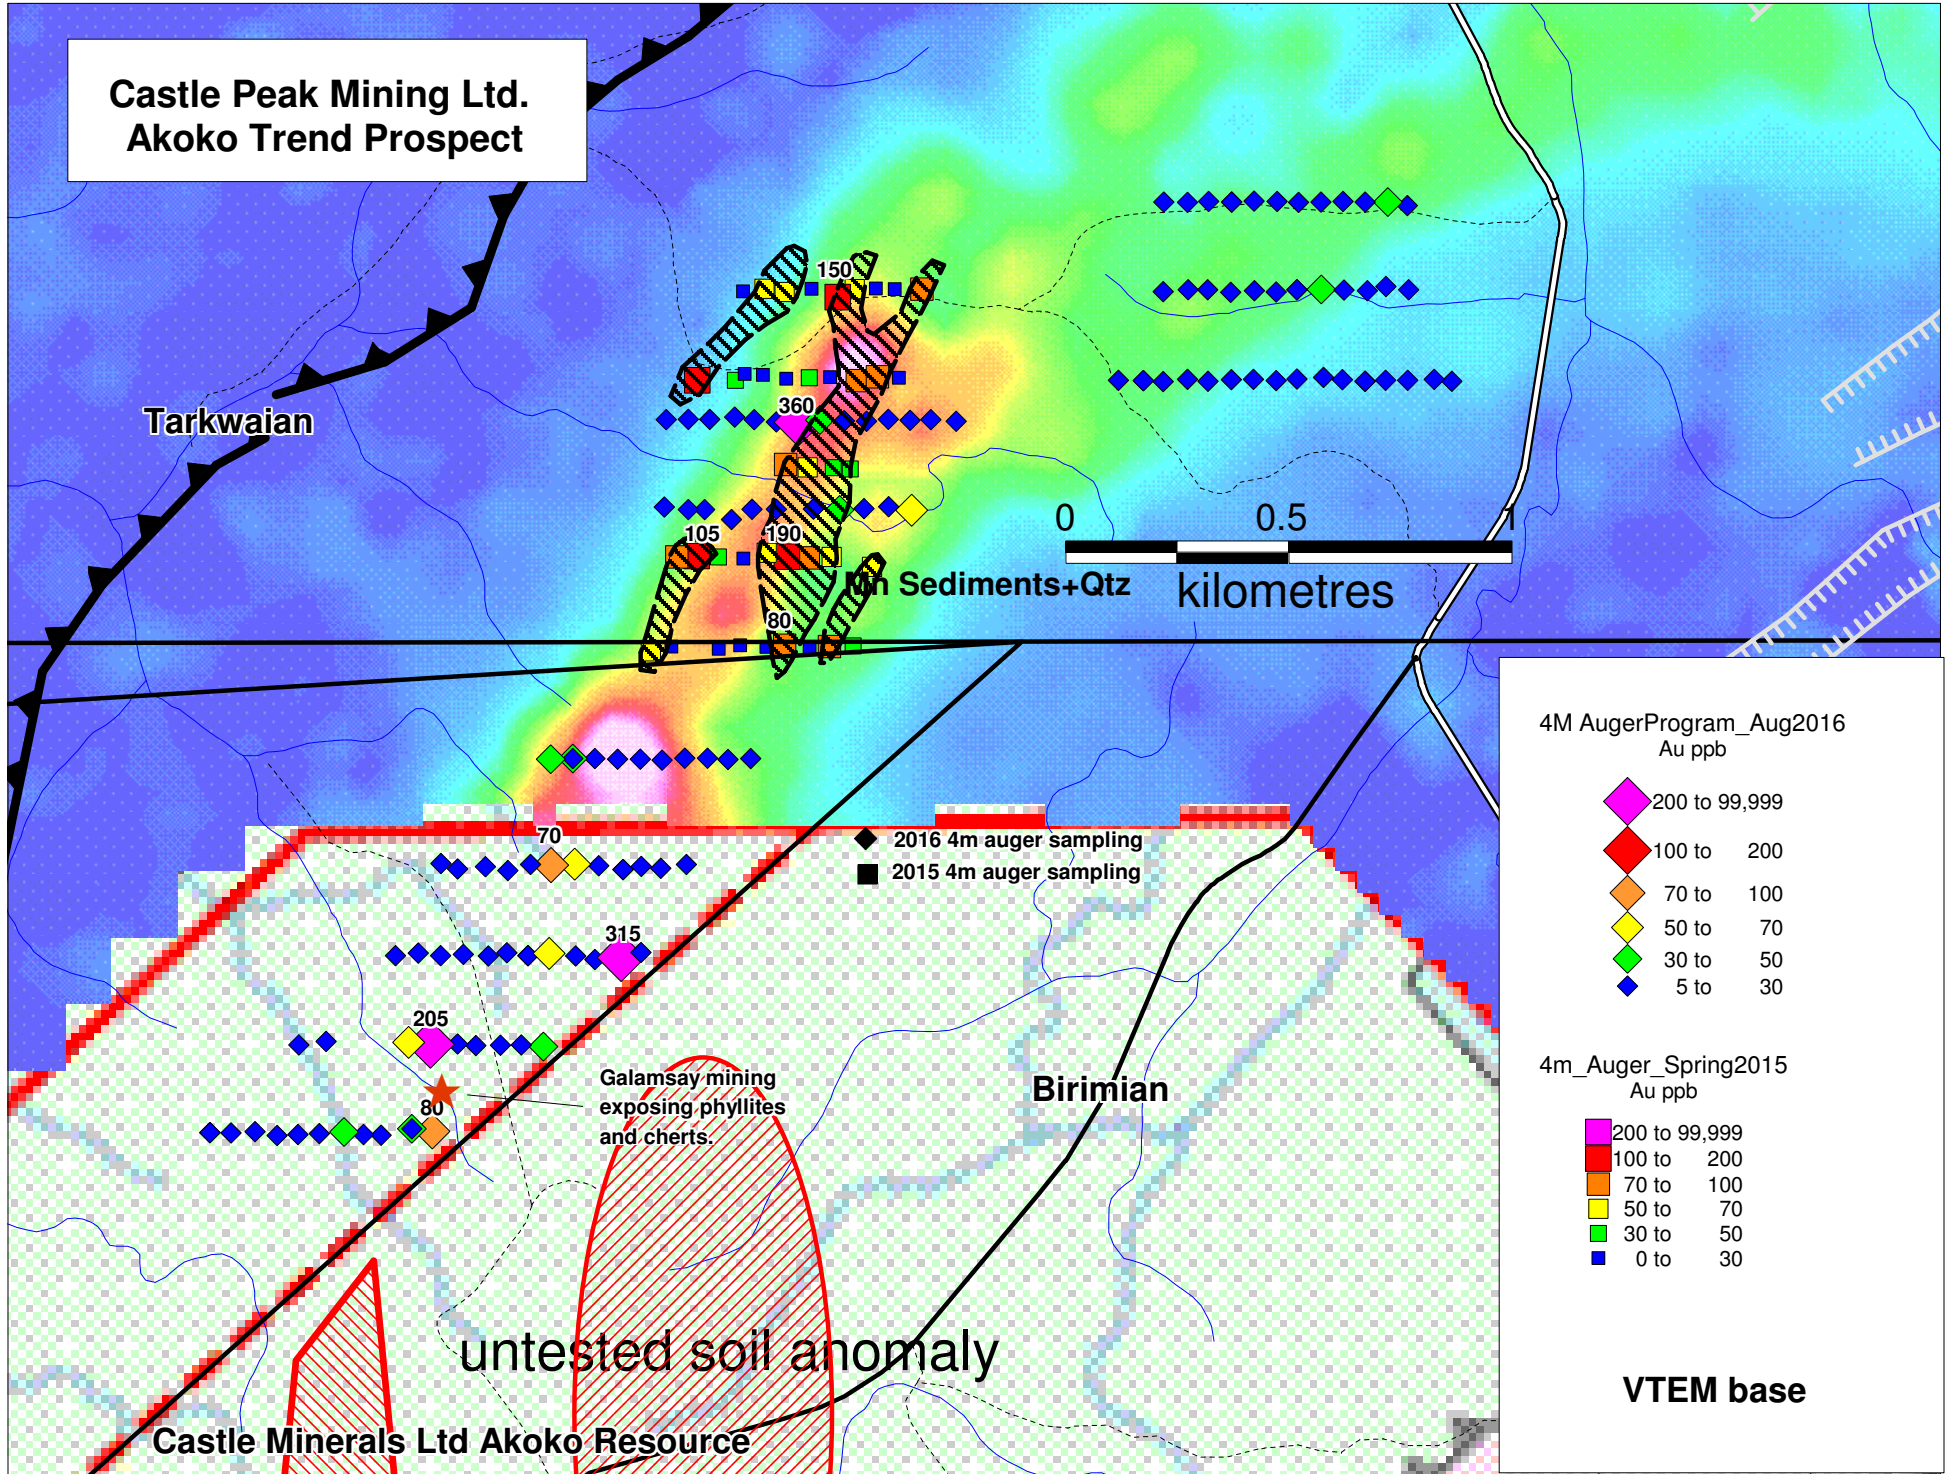 Castle Peak Mining Ltd.
Akoko Trend Prospect
150
Tarkwaian
360
0 0.5 1
kilometres
105 190
Mn Sediments+Qtz
80
4M AugerProgram_Aug2016
Au ppb
200 to 99,999
100 to 200
70 to 100
50 to 70
30 to 50
5 to 30
70
2016 4m auger sampling
2015 4m auger sampling
315
205
Galamsay mining
exposing phyllites
and cherts.
80
Birimian
4m_Auger_Spring2015
Au ppb
200 to 99,999
100 to 200
70 to 100
50 to 70
30 to 50
0 to 30
untested soil anomaly
VTEM base
Castle Minerals Ltd Akoko Resource